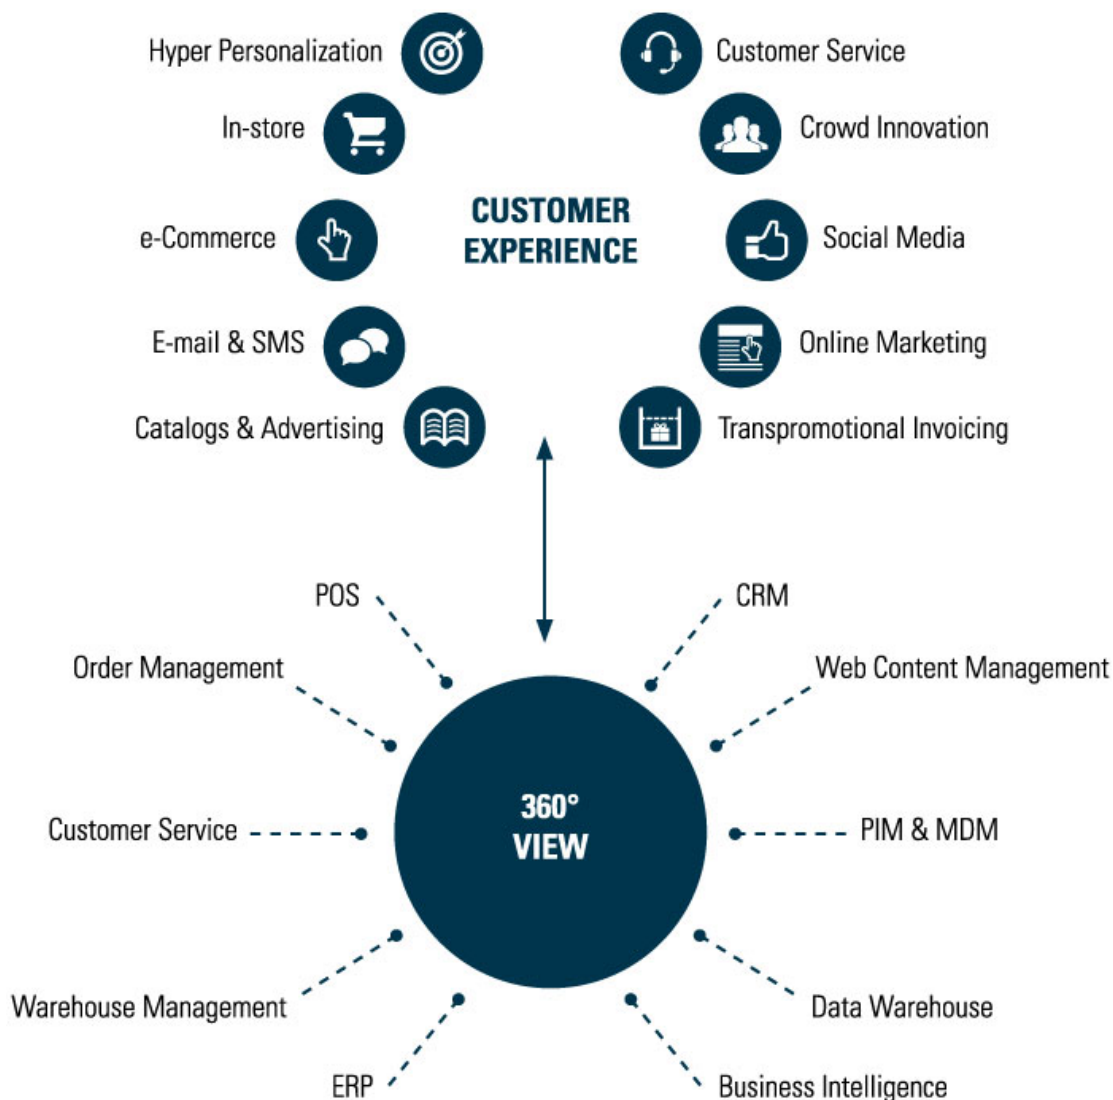 Hyper Personalization
Customer Service
In-store
Crowd Innovation
CUSTOMER
EXPERIENCE
e-Commerce
Social Media
E-mail & SMS
Online Marketing
Catalogs & Advertising
Transpromotional Invoicing
POS
CRM
Order Management
Web Content Management
360°
VIEW
Customer Service
PIM & MDM
Warehouse Management
Data Warehouse
ERP
Business Intelligence